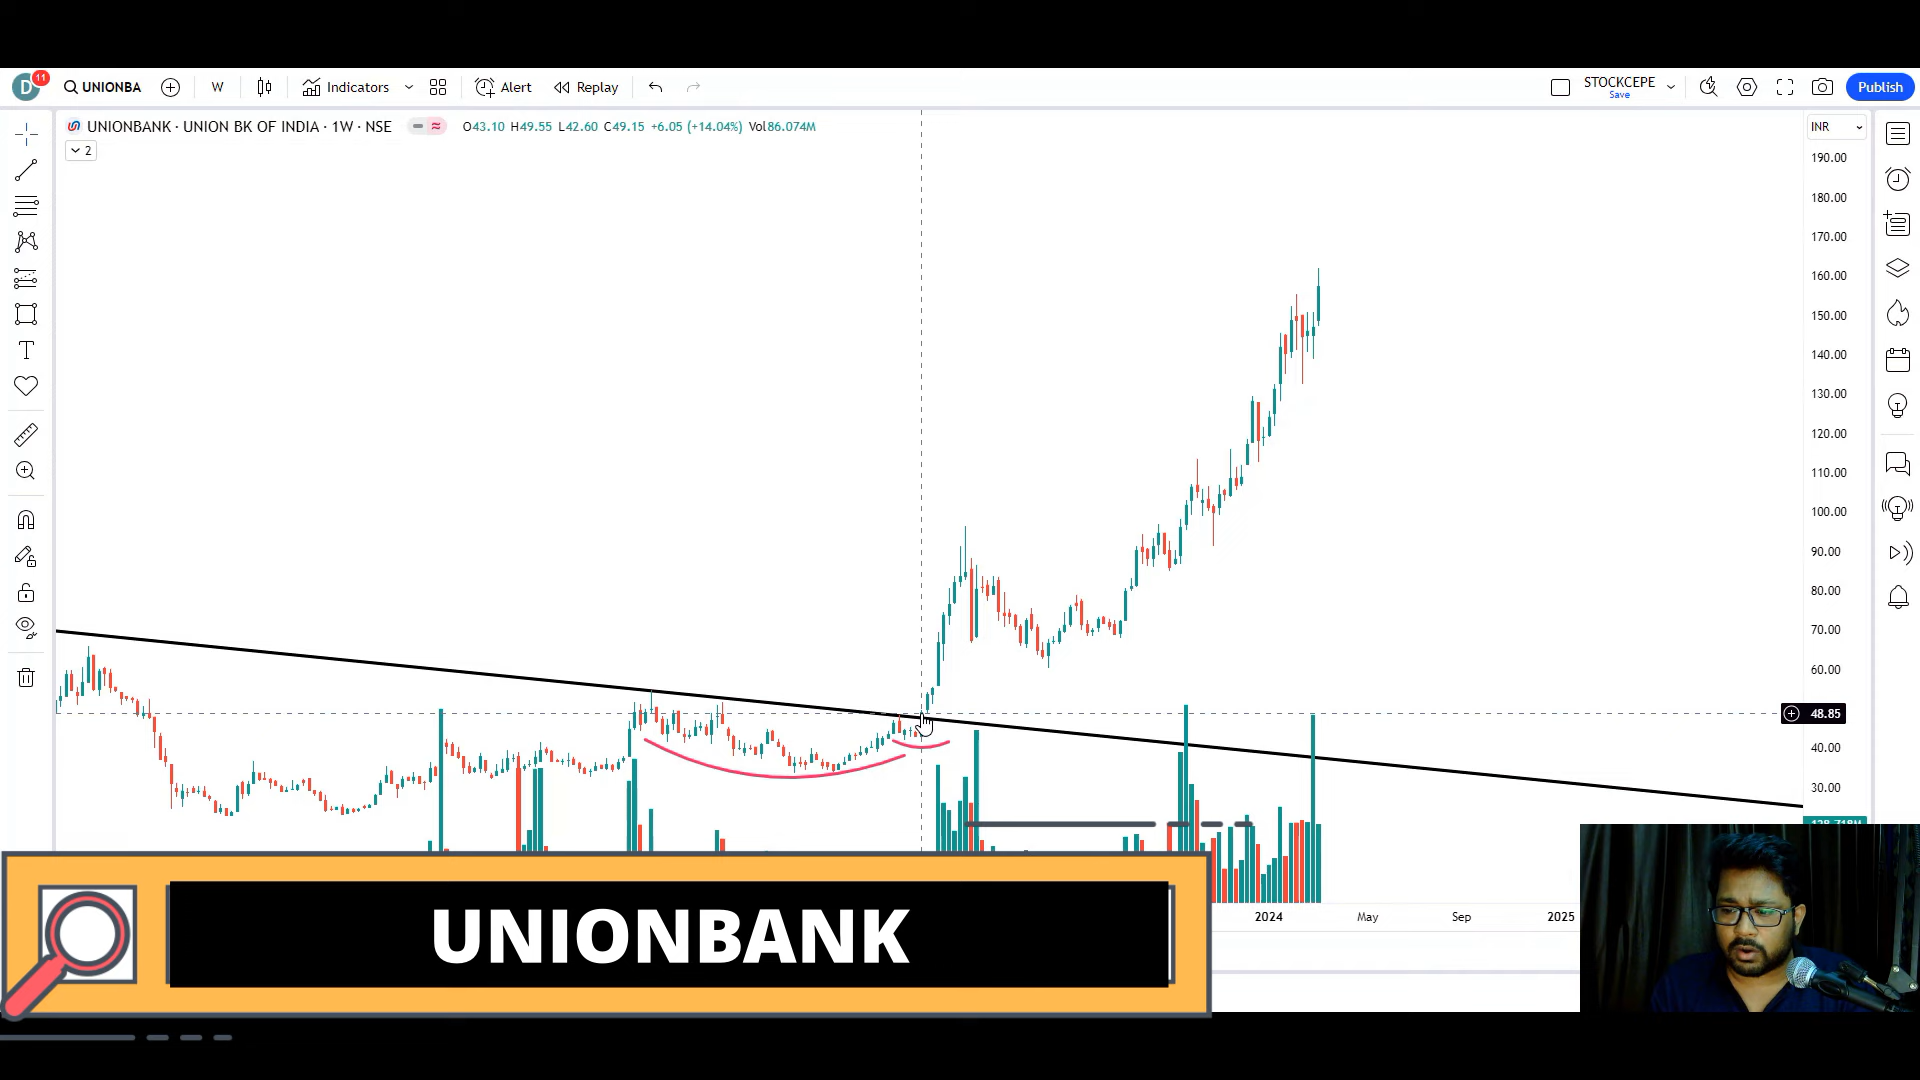 D
11
UNIONBA
W
Indicators
Alert
Replay
STOCKCEPE
Save
Publish
UNIONBANK · UNION BK OF INDIA · 1W · NSE
O43.10 H49.55 L42.60 C49.15 +6.05 (+14.04%) Vol86.074M
2
INR
190.00
180.00
170.00
160.00
150.00
140.00
130.00
120.00
110.00
100.00
90.00
80.00
70.00
60.00
48.85
40.00
30.00
T
UNIONBANK
2024
May
Sep
2025